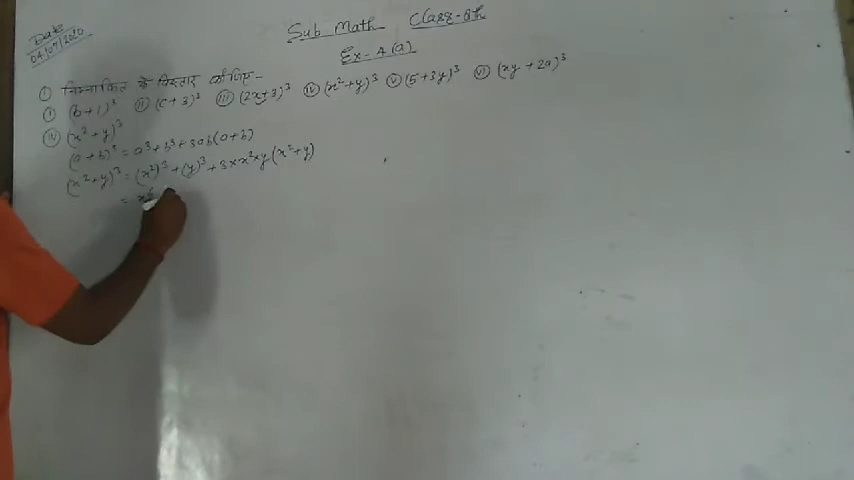 Date
04/07/2020
Sub Math Class-8th
Ex-4(a)
① निम्नांकित के विस्तार कीजिए-
(i) (b+1)³ (ii) (c+3)³ (iii) (2x+3)³ (iv) (x²+y)³ (v) (5+3y)³ (vi) (xy+2a)³
(iv) (x²+y)³
(a+b)³ = a³+b³+3ab(a+b)
(x²+y)³ = (x²)³+(y)³+3×x²×y(x²+y)
= x⁶